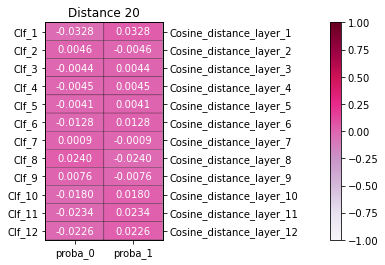 Distance 20
Clf_1 -0.0328 0.0328 Cosine_distance_layer_1
Clf_2 0.0046 -0.0046 Cosine_distance_layer_2
Clf_3 -0.0044 0.0044 Cosine_distance_layer_3
Clf_4 -0.0045 0.0045 Cosine_distance_layer_4
Clf_5 -0.0041 0.0041 Cosine_distance_layer_5
Clf_6 -0.0128 0.0128 Cosine_distance_layer_6
Clf_7 0.0009 -0.0009 Cosine_distance_layer_7
Clf_8 0.0240 -0.0240 Cosine_distance_layer_8
Clf_9 0.0076 -0.0076 Cosine_distance_layer_9
Clf_10 -0.0180 0.0180 Cosine_distance_layer_10
Clf_11 -0.0234 0.0234 Cosine_distance_layer_11
Clf_12 -0.0226 0.0226 Cosine_distance_layer_12
proba_0 proba_1
1.00
0.75
0.50
0.25
0.00
−0.25
−0.50
−0.75
−1.00